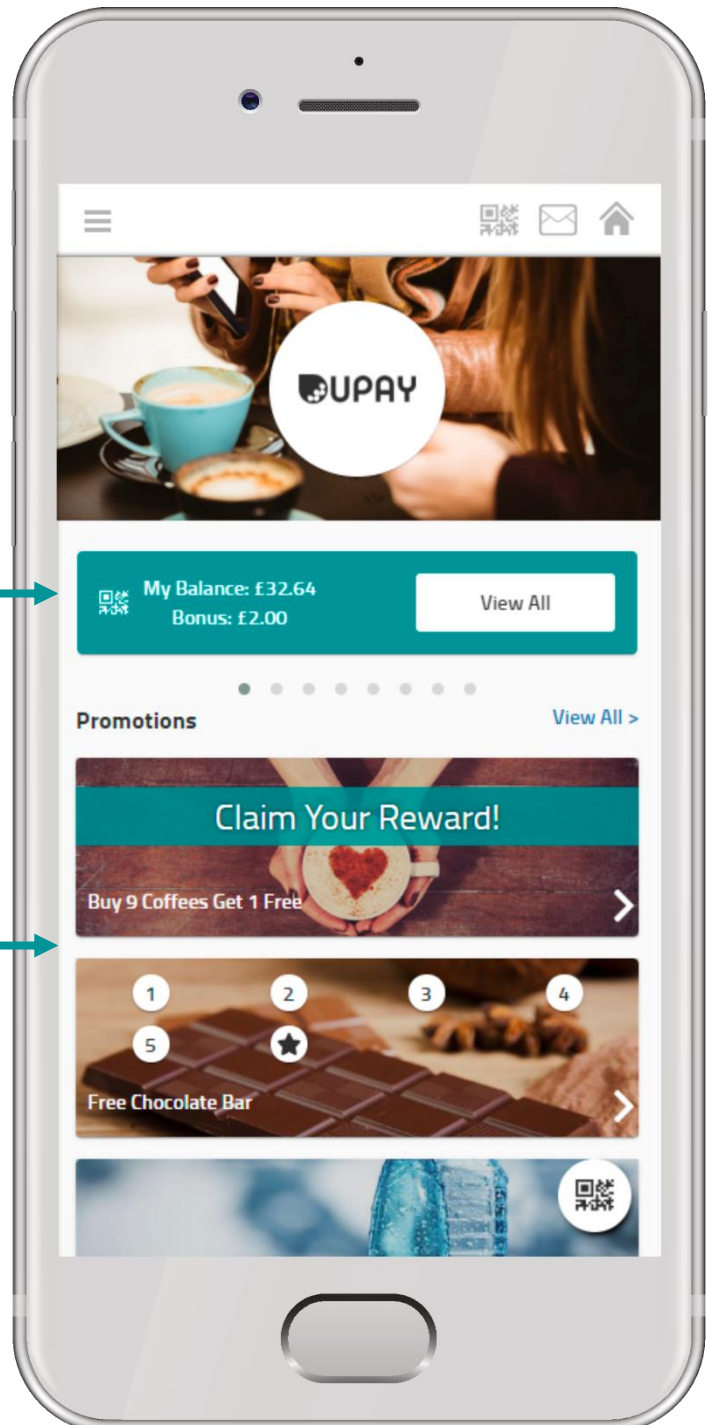 UPAY
My Balance: £32.64
Bonus: £2.00
View All
Promotions
View All >
Claim Your Reward!
Buy 9 Coffees Get 1 Free
1 2 3 4
5
Free Chocolate Bar